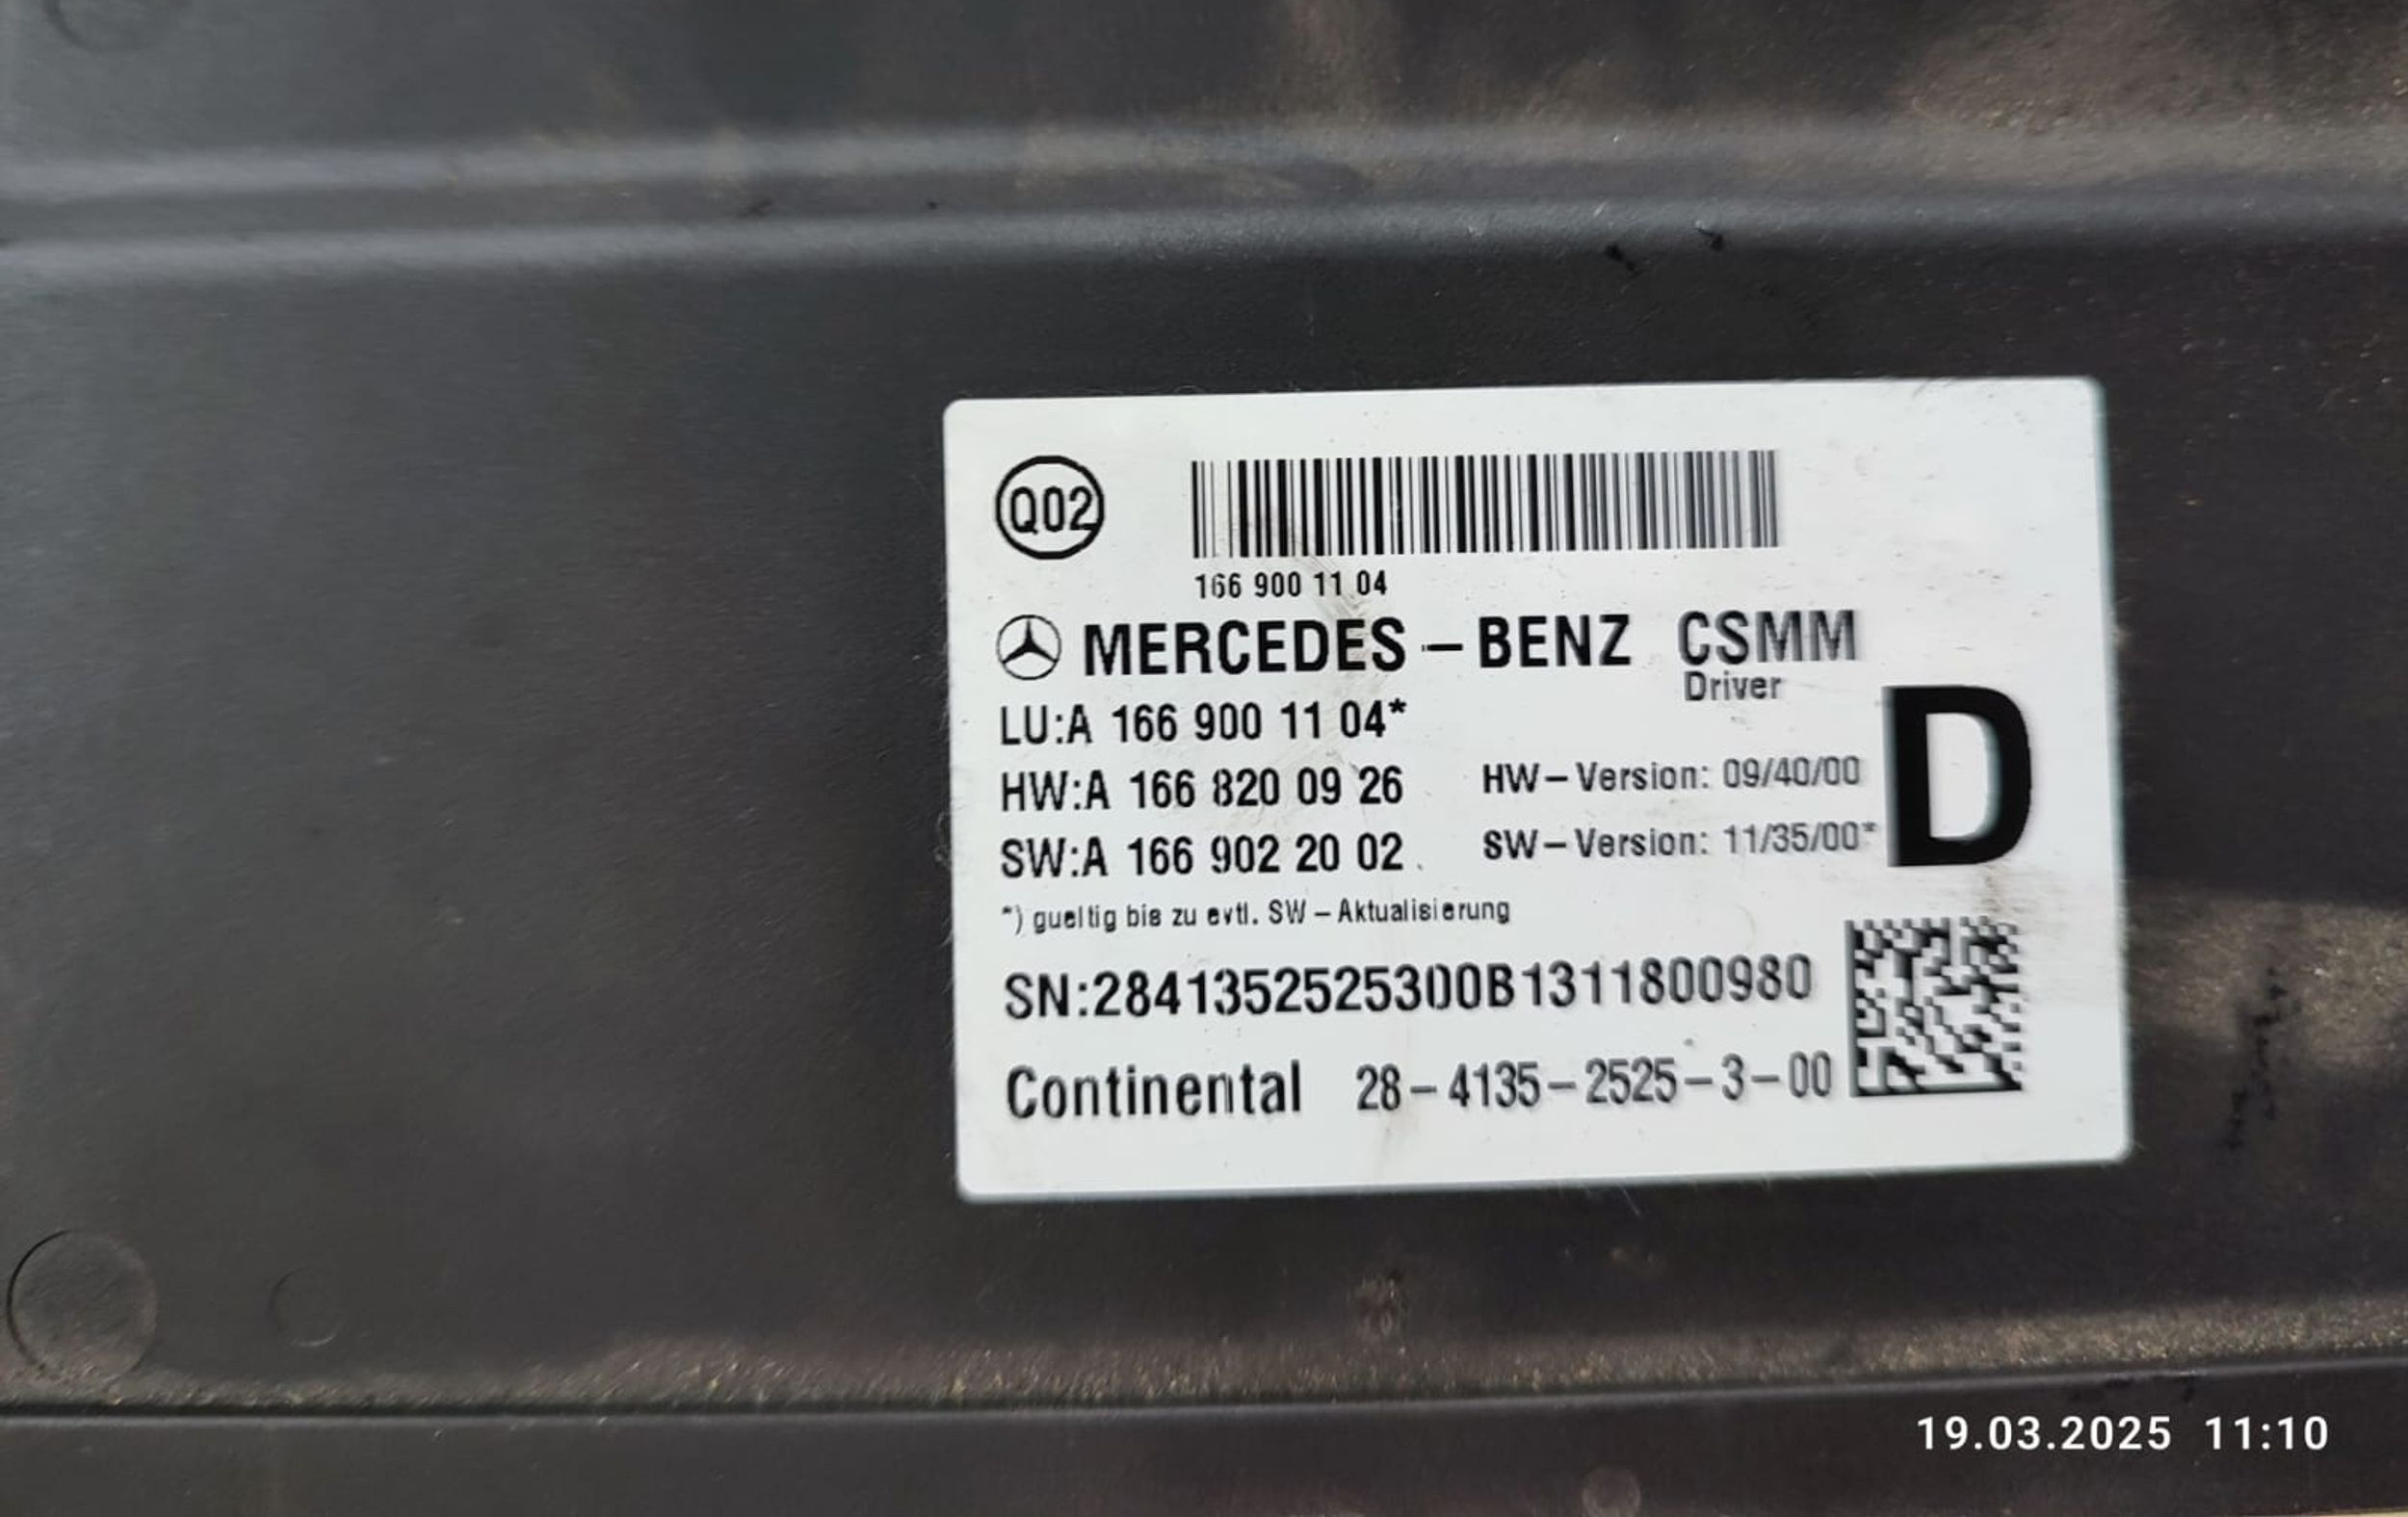 Q02
166 900 11 04
MERCEDES-BENZ CSMM
Driver
LU:A 166 900 11 04*
D
HW:A 166 820 09 26 HW-Version: 09/40/00
SW:A 166 902 20 02 SW-Version: 11/35/00*
*) gueltig bis zu evtl. SW-Aktualisierung
SN:2841352525300B1311800980
Continental 28-4135-2525-3-00
19.03.2025 11:10